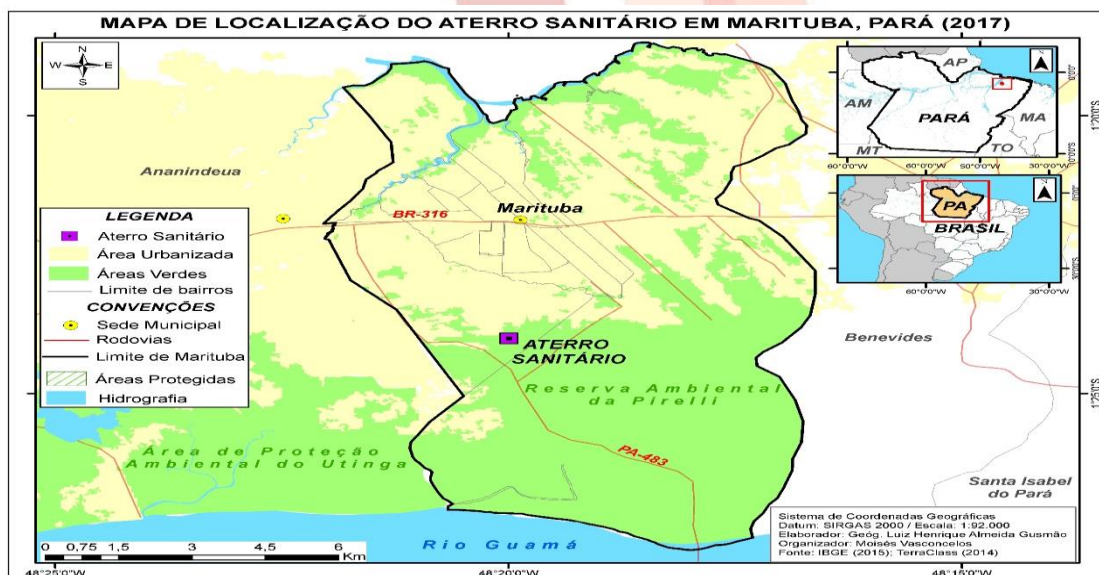 MAPA DE LOCALIZAÇÃO DO ATERRO SANITÁRIO EM MARITUBA, PARÁ (2017)
N
W E
S
Ananindeua
Marituba
BR-316
ATERRO
SANITÁRIO
Reserva Ambiental
da Pirelli
PA-483
Área de Proteção
Ambiental do Utinga
Rio Guamá
Benevides
Santa Isabel
do Pará
LEGENDA
Aterro Sanitário
Área Urbanizada
Áreas Verdes
Limite de bairros
CONVENÇÕES
Sede Municipal
Rodovias
Limite de Marituba
Áreas Protegidas
Hidrografia
0 0,75 1,5 3 4,5 6
Km
AP
AM
PARÁ
MA
MT
TO
60°0'0"W 50°0'0"W
0°0'0"S
PA
BRASIL
60°0'0"W 30°0'0"W
1°20'0"S
1°25'0"S
Sistema de Coordenadas Geográficas
Datum: SIRGAS 2000 / Escala: 1:92.000
Elaborador: Geóg. Luiz Henrique Almeida Gusmão
Organizador: Moisés Vasconcelos
Fonte: IBGE (2015); TerraClass (2014)
48°25'0"W 48°20'0"W 48°15'0"W